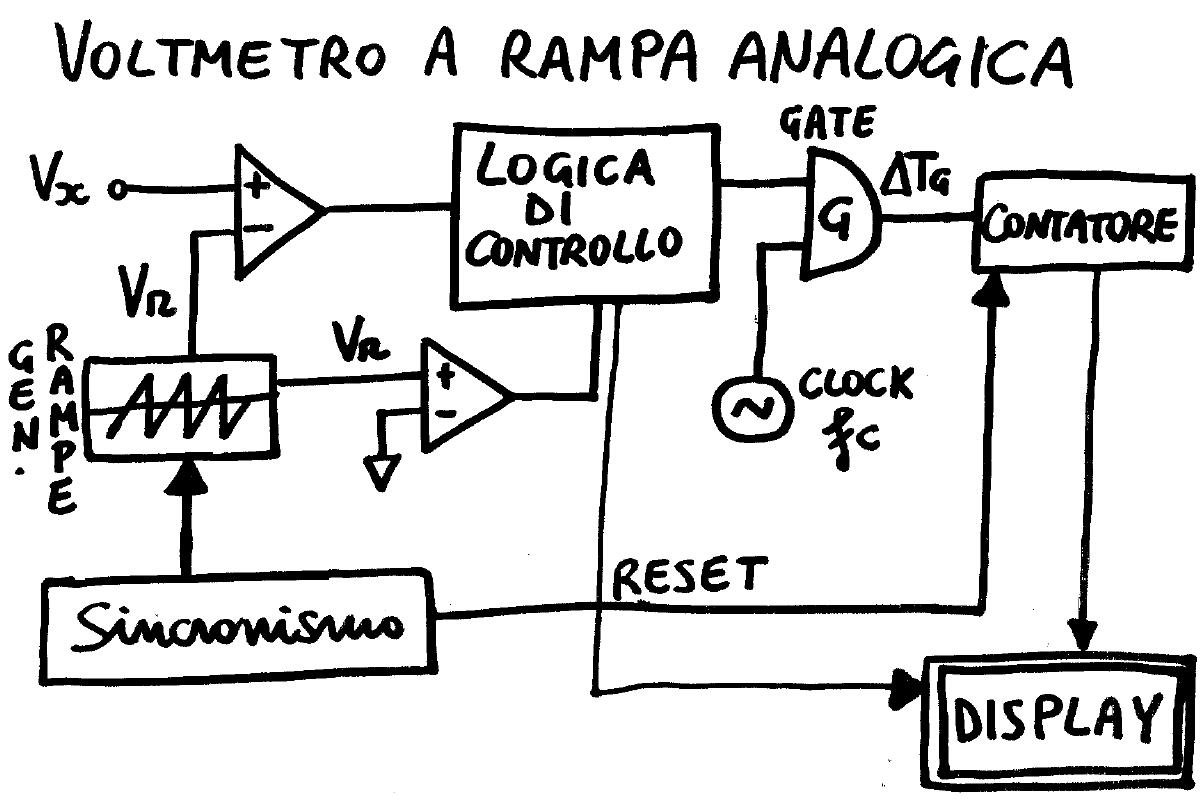 VOLTMETRO A RAMPA ANALOGICA
Vx
+
-
LOGICA
DI
CONTROLLO
GATE
G
ΔTG
CONTATORE
VR
GEN.
RAMPE
VR
+
-
CLOCK
fc
Sincronismo
RESET
DISPLAY